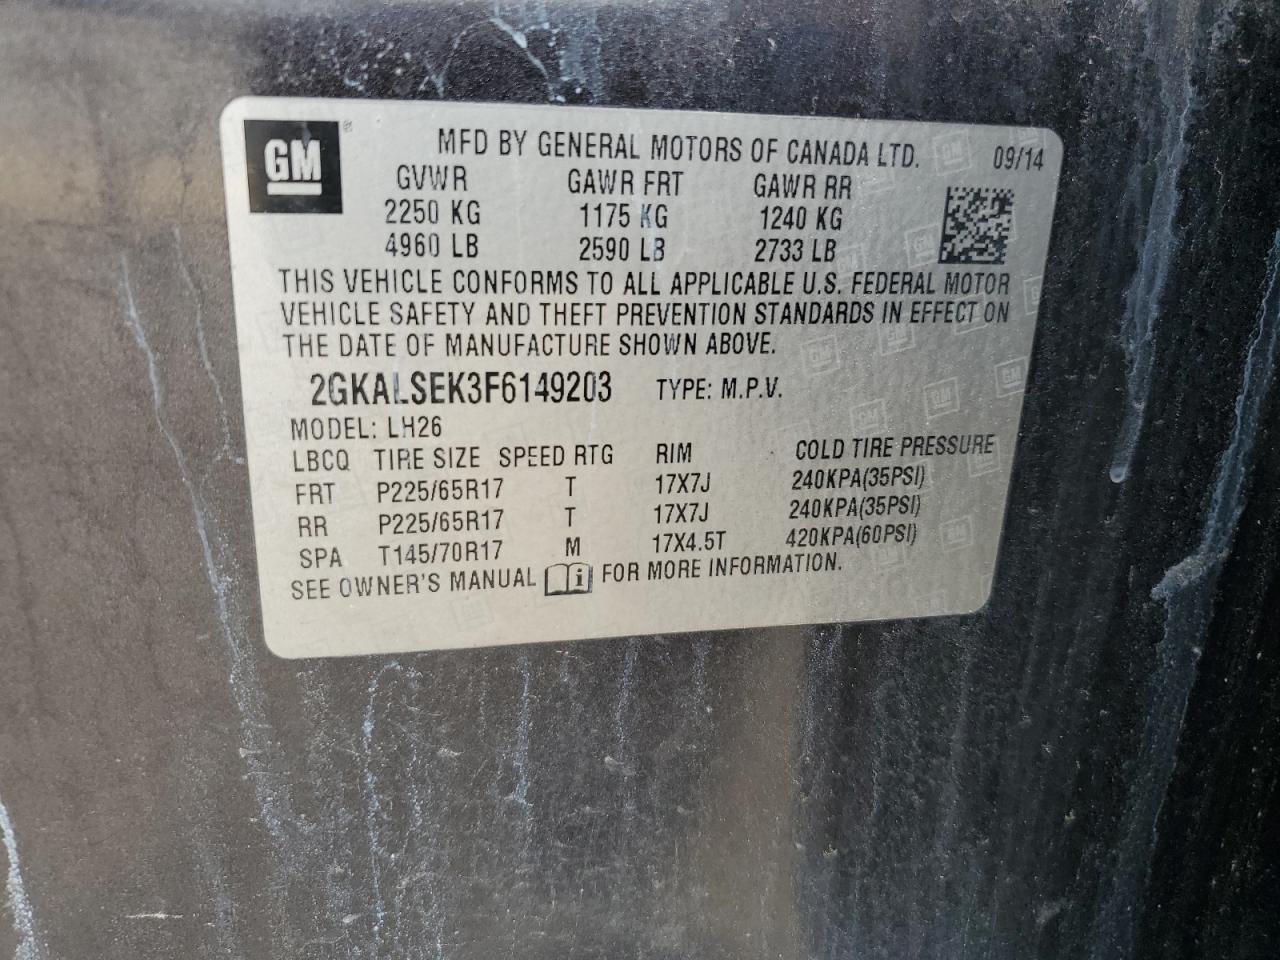 GM ®
MFD BY GENERAL MOTORS OF CANADA LTD. 09/14
GVWR GAWR FRT GAWR RR
2250 KG 1175 KG 1240 KG
4960 LB 2590 LB 2733 LB
THIS VEHICLE CONFORMS TO ALL APPLICABLE U.S. FEDERAL MOTOR
VEHICLE SAFETY AND THEFT PREVENTION STANDARDS IN EFFECT ON
THE DATE OF MANUFACTURE SHOWN ABOVE.
2GKALSEK3F6149203 TYPE: M.P.V.
MODEL: LH26
LBCQ TIRE SIZE SPEED RTG RIM COLD TIRE PRESSURE
FRT P225/65R17 T 17X7J 240KPA(35PSI)
RR P225/65R17 T 17X7J 240KPA(35PSI)
SPA T145/70R17 M 17X4.5T 420KPA(60PSI)
SEE OWNER'S MANUAL i FOR MORE INFORMATION.